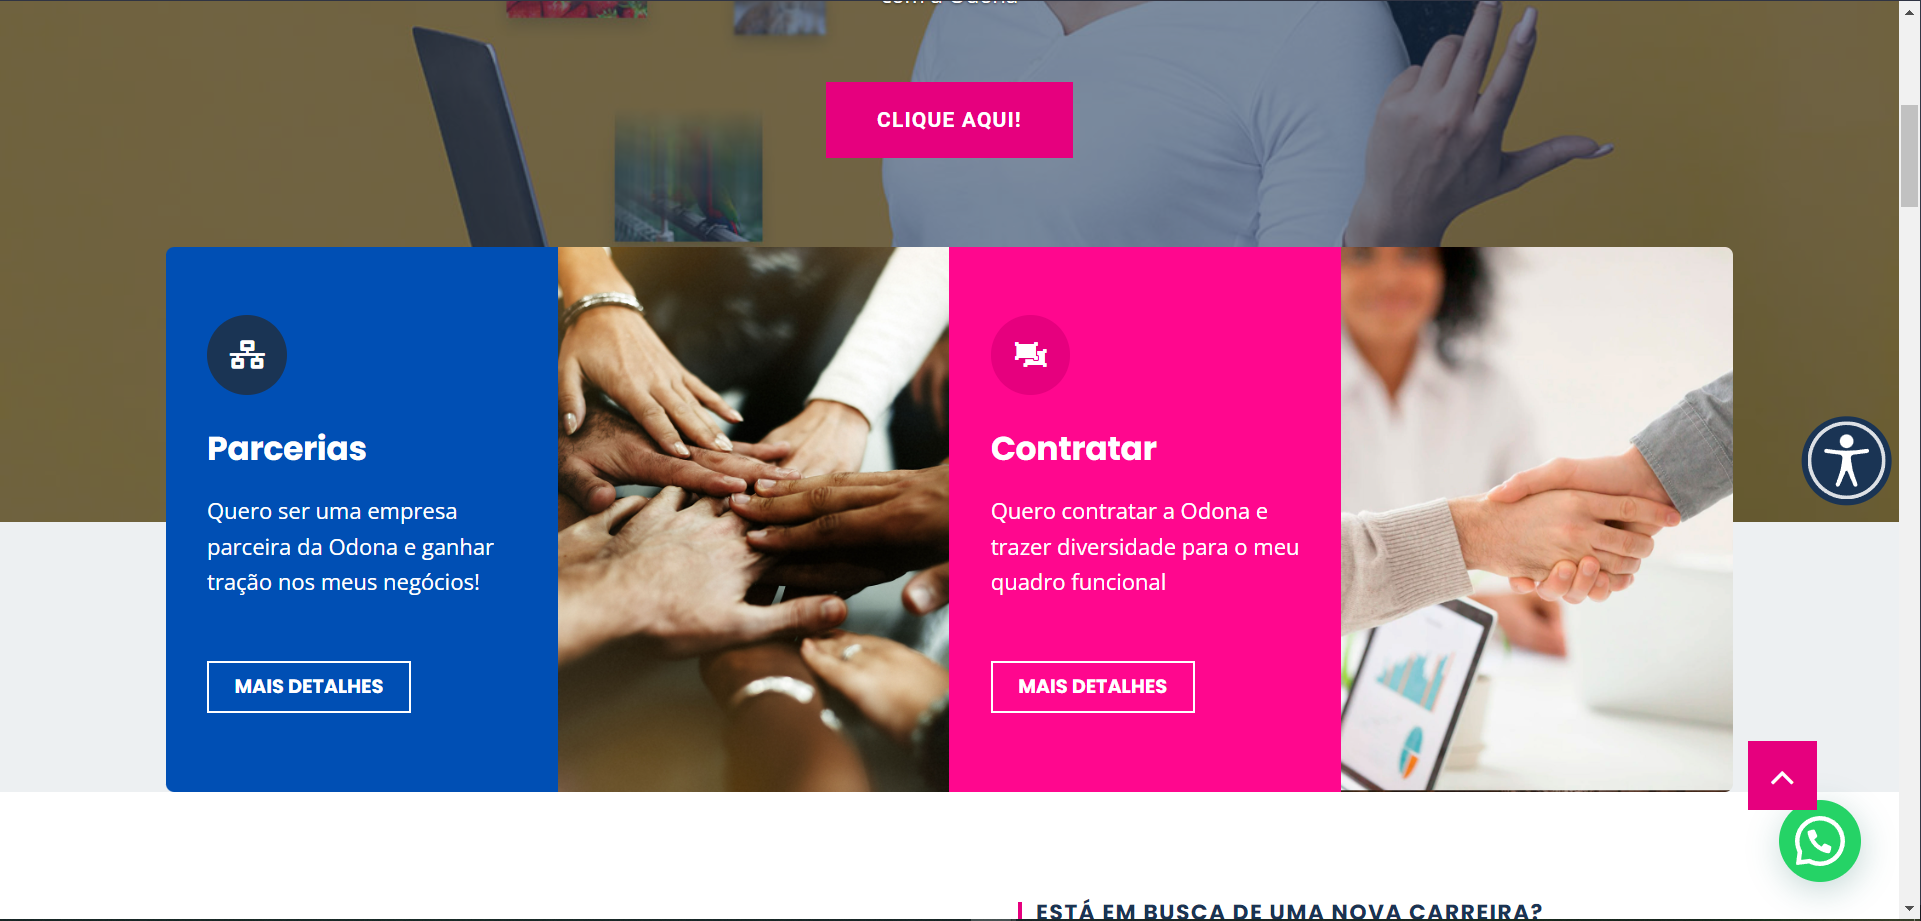 CLIQUE AQUI!
Parcerias
Quero ser uma empresa
parceira da Odona e ganhar
tração nos meus negócios!
MAIS DETALHES
Contratar
Quero contratar a Odona e
trazer diversidade para o meu
quadro funcional
MAIS DETALHES
ESTÁ EM BUSCA DE UMA NOVA CARREIRA?